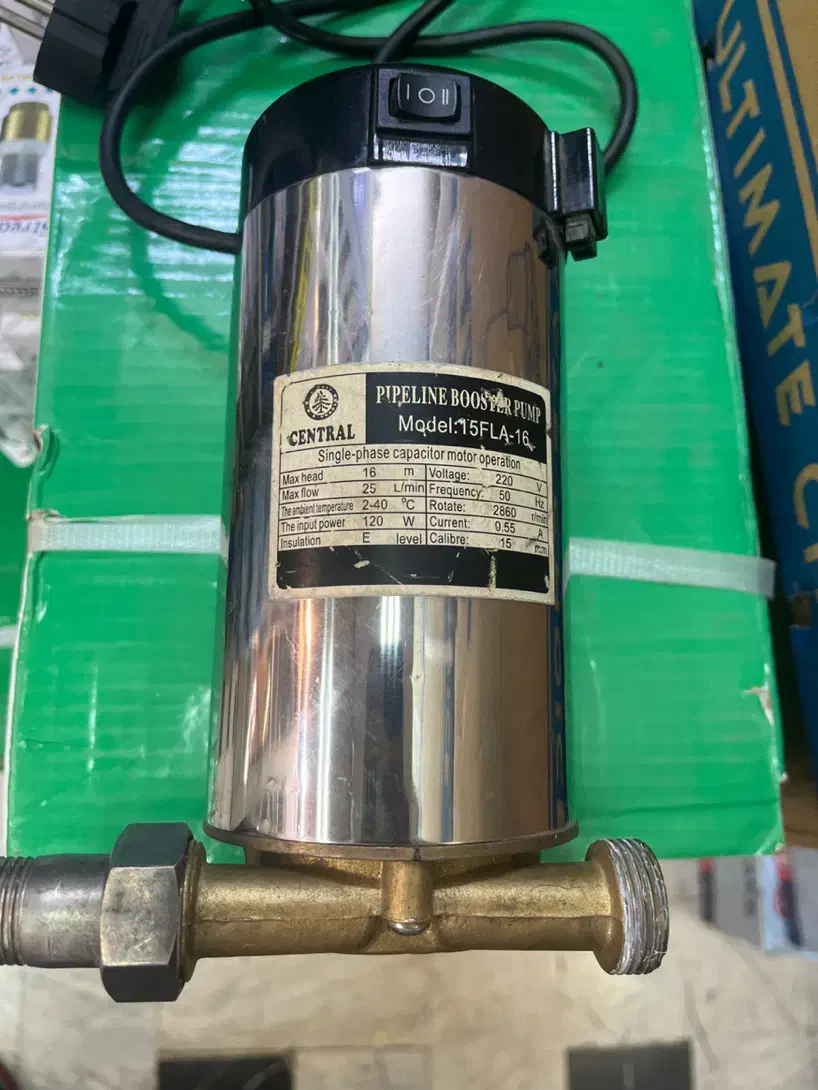 I O II
CENTRAL
PIPELINE BOOSTER PUMP
Model:15FLA-16
Single-phase capacitor motor operation
Max head 16 m Voltage: 220 V
Max flow 25 L/min Frequency: 50 Hz
The ambient temperature 2-40 °C Rotate: 2860 r/min
The input power 120 W Current: 0.55 A
Insulation E level Calibre: 15 mm
ULTIMATE